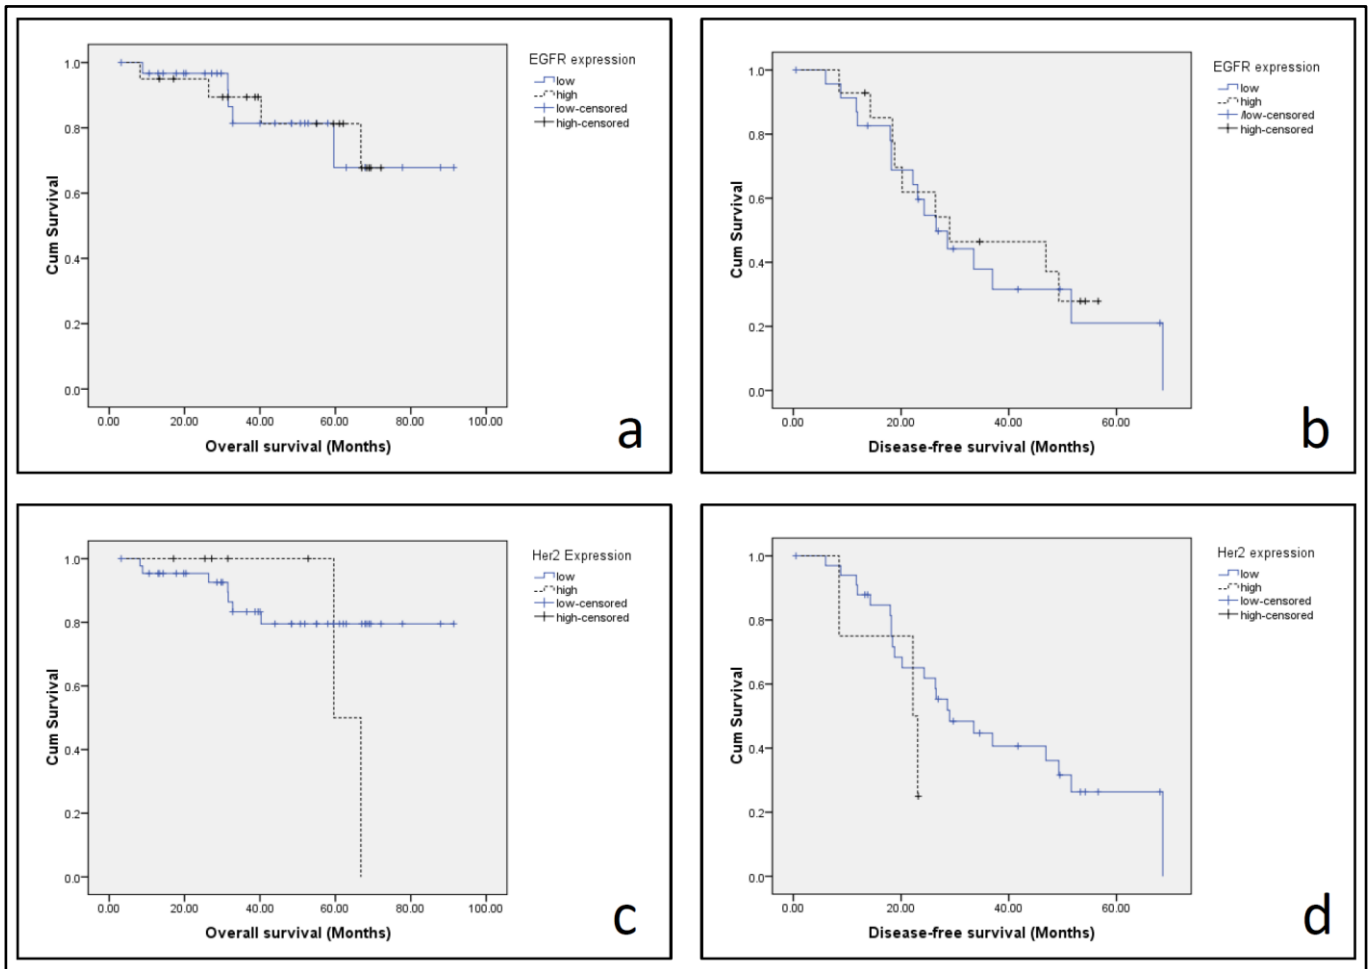 EGFR expression
low
high
low-censored
high-censored
1.0
0.8
0.6
0.4
0.2
0.0
Cum Survival
0.00 20.00 40.00 60.00 80.00 100.00
Overall survival (Months)
a
EGFR expression
low
high
/low-censored
high-censored
1.0
0.8
0.6
0.4
0.2
0.0
Cum Survival
0.00 20.00 40.00 60.00
Disease-free survival (Months)
b
Her2 Expression
low
high
low-censored
high-censored
1.0
0.8
0.6
0.4
0.2
0.0
Cum Survival
0.00 20.00 40.00 60.00 80.00 100.00
Overall survival (Months)
c
Her2 expression
low
high
low-censored
high-censored
1.0
0.8
0.6
0.4
0.2
0.0
Cum Survival
0.00 20.00 40.00 60.00
Disease-free survival (Months)
d